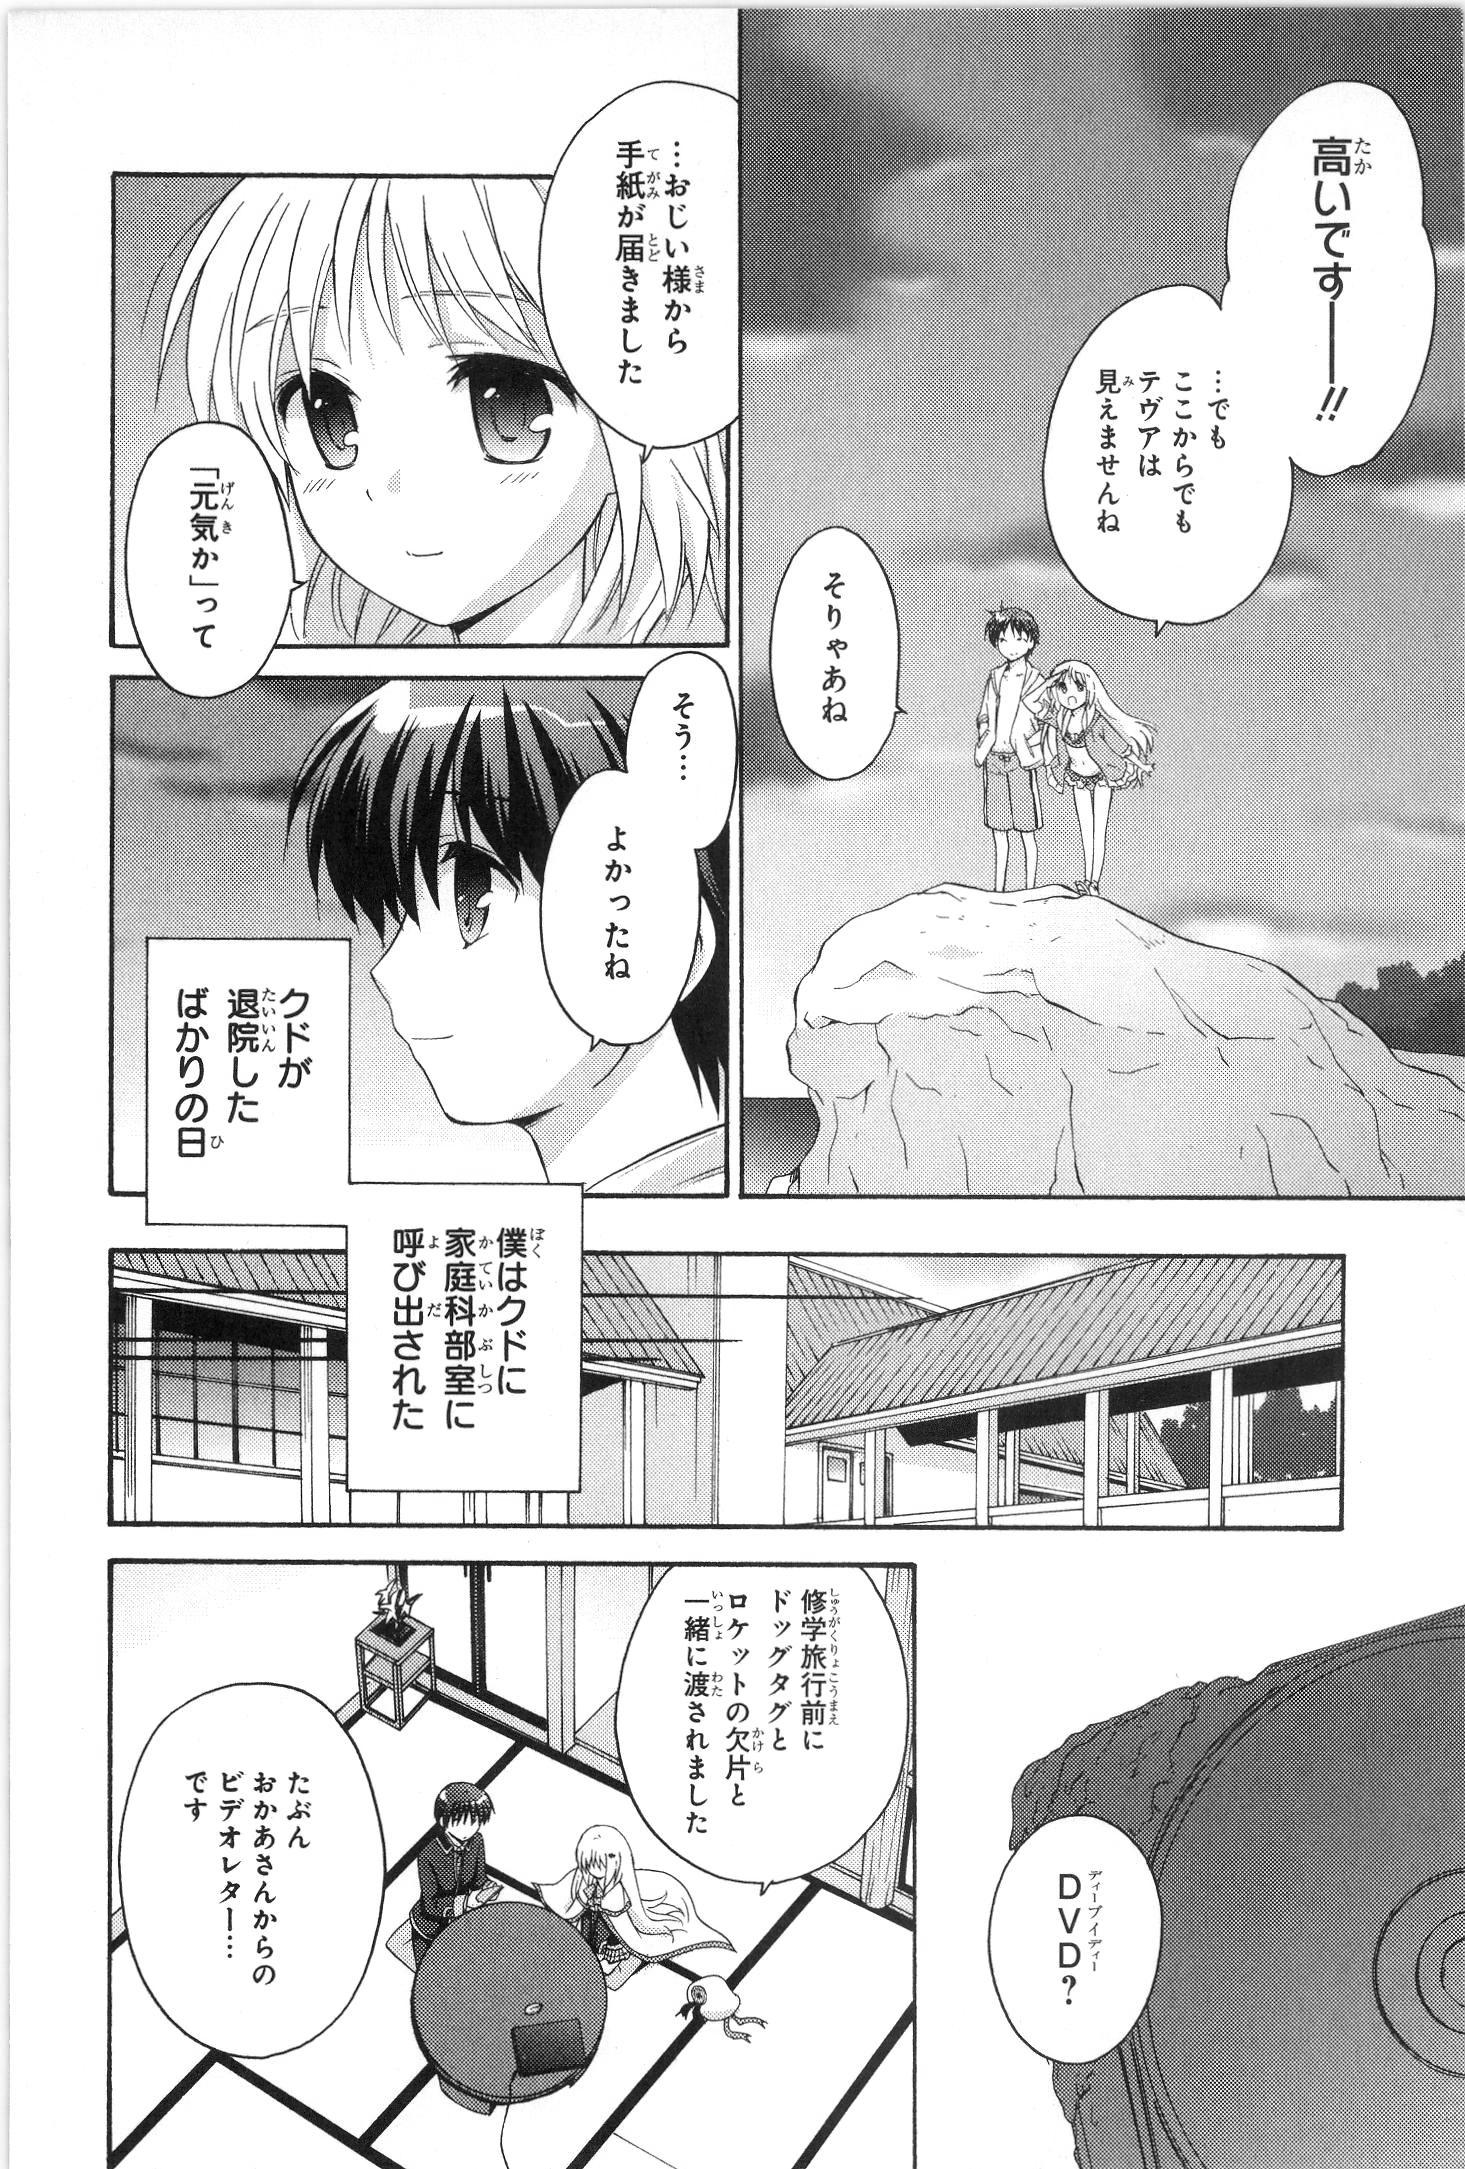 高いです――!!
…でも
ここからでも
テヴアは
見えませんね
そりゃあね
…おじい様から
手紙が届きました
「元気か」って
そう…
よかったね
クドが
退院した
ばかりの日
僕はクドに
家庭科部室に
呼び出された
DVD?
修学旅行前に
ドッグタグと
ロケットの欠片と
一緒に渡されました
たぶん
おかあさんからの
ビデオレター…
です